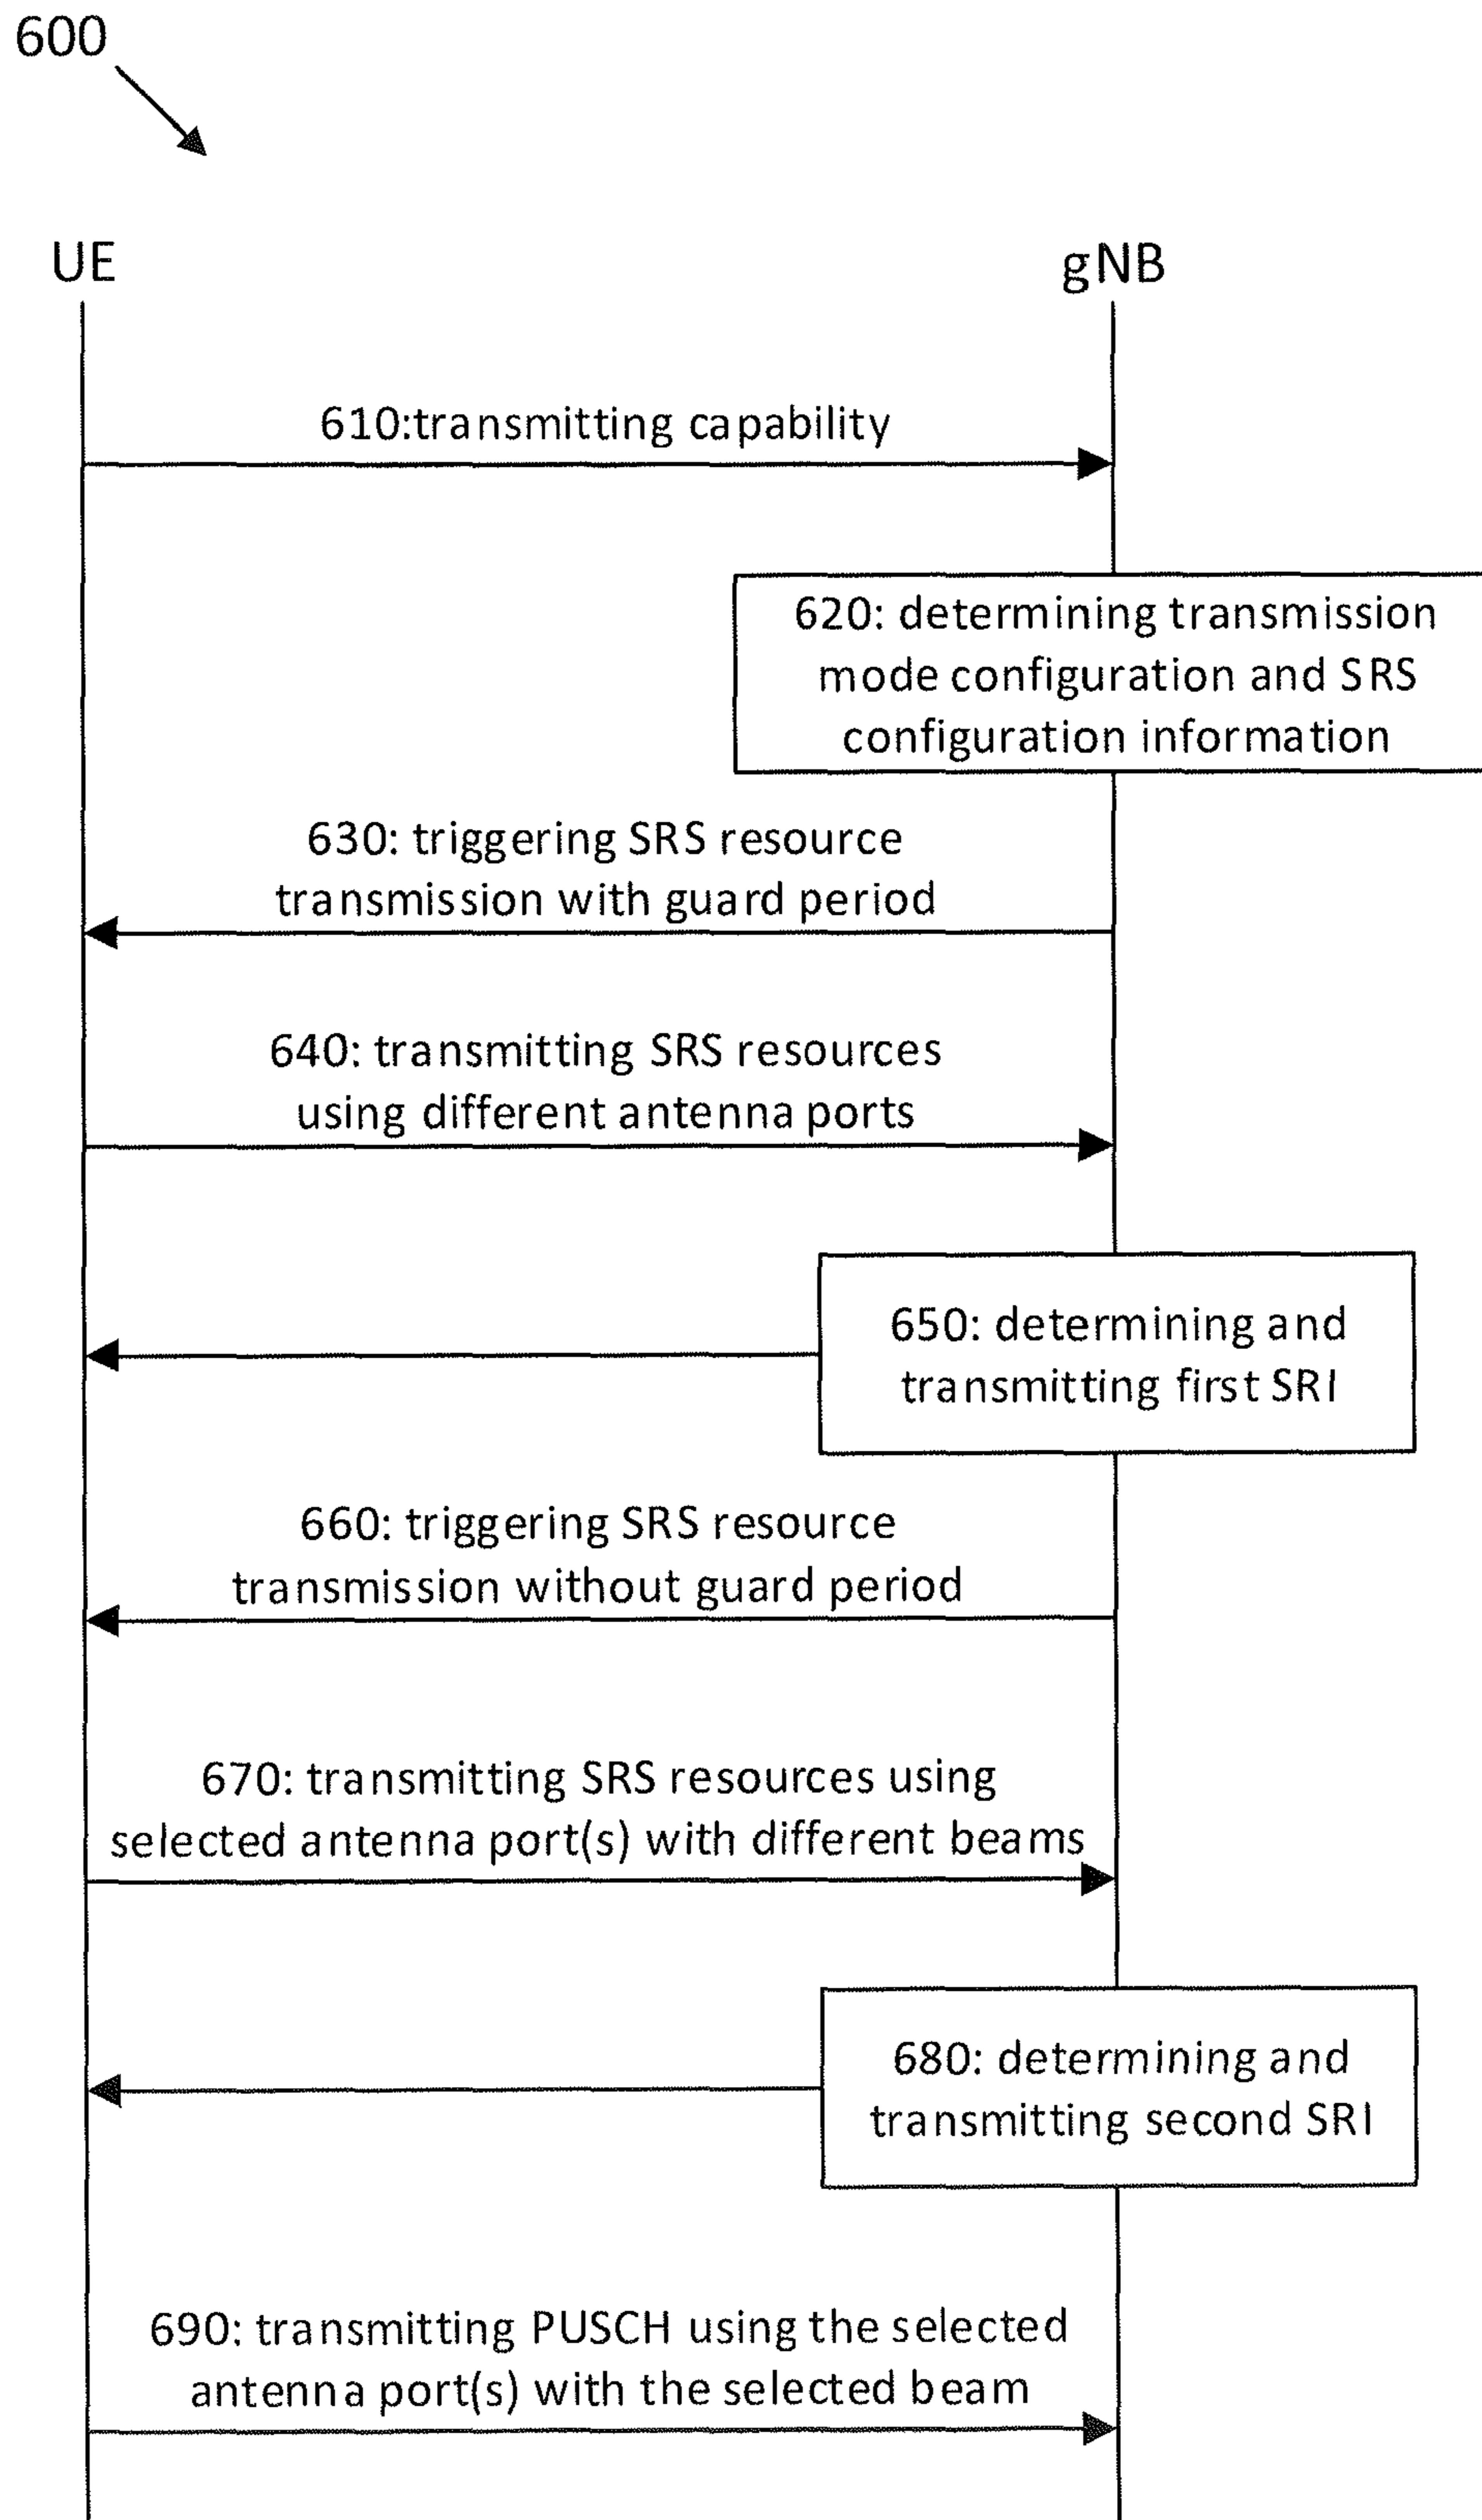 600
UE
gNB
610:transmitting capability
620: determining transmission
mode configuration and SRS
configuration information
630: triggering SRS resource
transmission with guard period
640: transmitting SRS resources
using different antenna ports
650: determining and
transmitting first SRI
660: triggering SRS resource
transmission without guard period
670: transmitting SRS resources using
selected antenna port(s) with different beams
680: determining and
transmitting second SRI
690: transmitting PUSCH using the selected
antenna port(s) with the selected beam